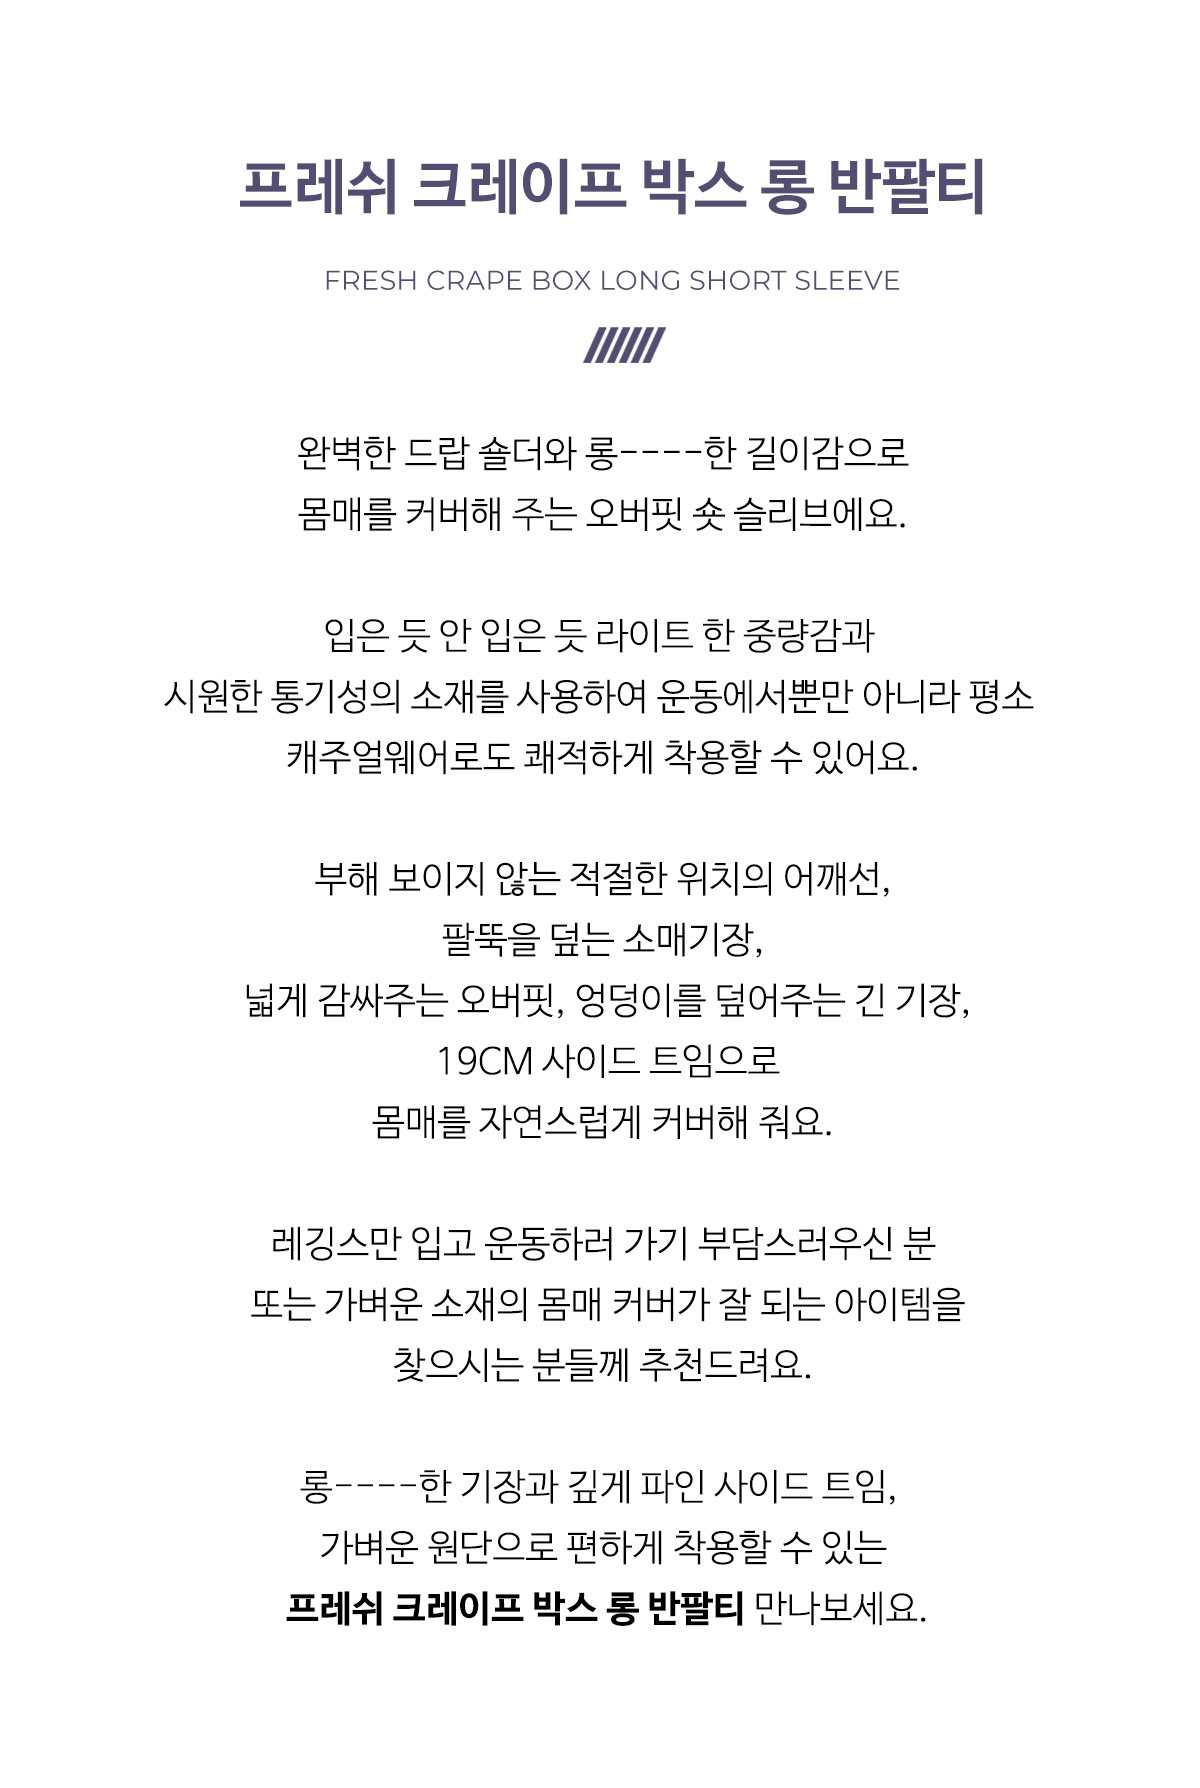 프레쉬 크레이프 박스 롱 반팔티
FRESH CRAPE BOX LONG SHORT SLEEVE
완벽한 드랍 숄더와 롱----한 길이감으로
몸매를 커버해 주는 오버핏 숏 슬리브에요.
입은 듯 안 입은 듯 라이트 한 중량감과
시원한 통기성의 소재를 사용하여 운동에서뿐만 아니라 평소
캐주얼웨어로도 쾌적하게 착용할 수 있어요.
부해 보이지 않는 적절한 위치의 어깨선,
팔뚝을 덮는 소매기장,
넓게 감싸주는 오버핏, 엉덩이를 덮어주는 긴 기장,
19CM 사이드 트임으로
몸매를 자연스럽게 커버해 줘요.
레깅스만 입고 운동하러 가기 부담스러우신 분
또는 가벼운 소재의 몸매 커버가 잘 되는 아이템을
찾으시는 분들께 추천드려요.
롱----한 기장과 깊게 파인 사이드 트임,
가벼운 원단으로 편하게 착용할 수 있는
프레쉬 크레이프 박스 롱 반팔티 만나보세요.